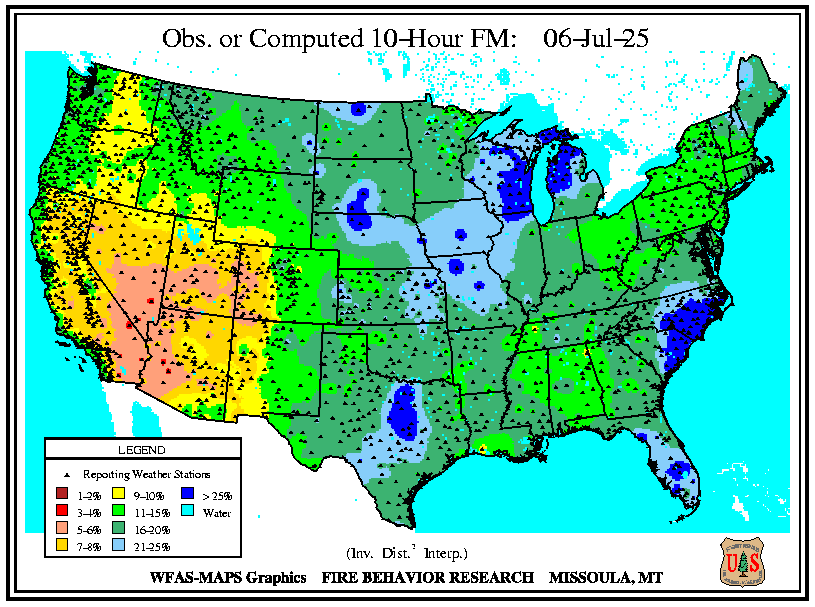 Obs. or Computed 10-Hour FM: 06-Jul-25
LEGEND
Reporting Weather Stations
1-2% 9-10% > 25%
3-4% 11-15% Water
5-6% 16-20%
7-8% 21-25%
(Inv. Dist.² Interp.)
WFAS-MAPS Graphics FIRE BEHAVIOR RESEARCH MISSOULA, MT
U S